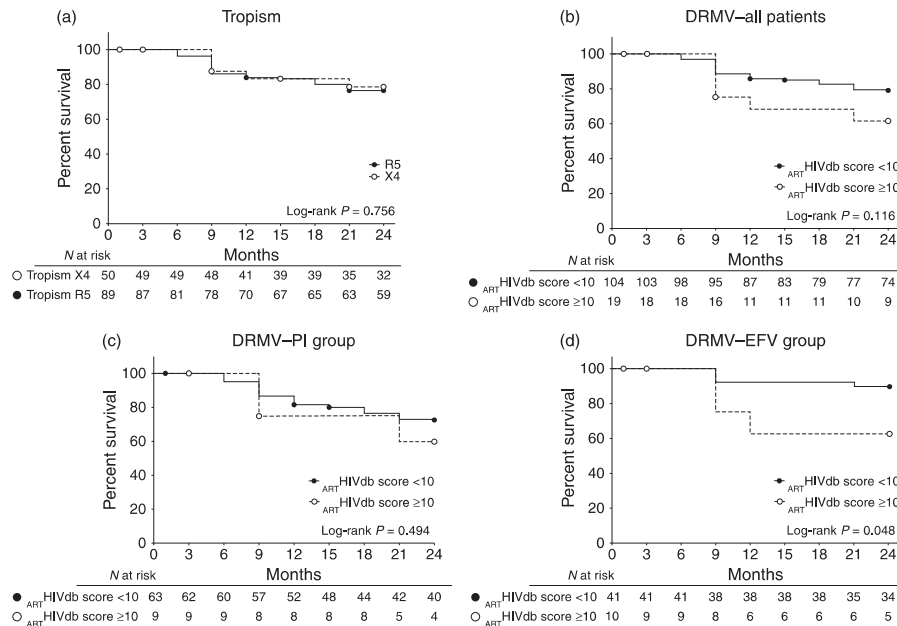 (a)
Tropism
100
80
60
40
20
0
Percent survival
R5
X4
Log-rank P = 0.756
0 3 6 9 12 15 18 21 24
N at risk
Months
Tropism X4 50 49 49 48 41 39 39 35 32
Tropism R5 89 87 81 78 70 67 65 63 59
(b)
DRMV–all patients
100
80
60
40
20
0
Percent survival
ARTHIVdb score <10
ARTHIVdb score ≥10
Log-rank P = 0.116
0 3 6 9 12 15 18 21 24
N at risk
Months
ARTHIVdb score <10 104 103 98 95 87 83 79 77 74
ARTHIVdb score ≥10 19 18 18 16 11 11 11 10 9
(c)
DRMV–PI group
100
80
60
40
20
0
Percent survival
ARTHIVdb score <10
ARTHIVdb score ≥10
Log-rank P = 0.494
0 3 6 9 12 15 18 21 24
N at risk
Months
ARTHIVdb score <10 63 62 60 57 52 48 44 42 40
ARTHIVdb score ≥10 9 9 9 8 8 8 8 5 4
(d)
DRMV–EFV group
100
80
60
40
20
0
Percent survival
ARTHIVdb score <10
ARTHIVdb score ≥10
Log-rank P = 0.048
0 3 6 9 12 15 18 21 24
N at risk
Months
ARTHIVdb score <10 41 41 41 38 38 38 38 35 34
ARTHIVdb score ≥10 10 9 9 8 6 6 6 6 5